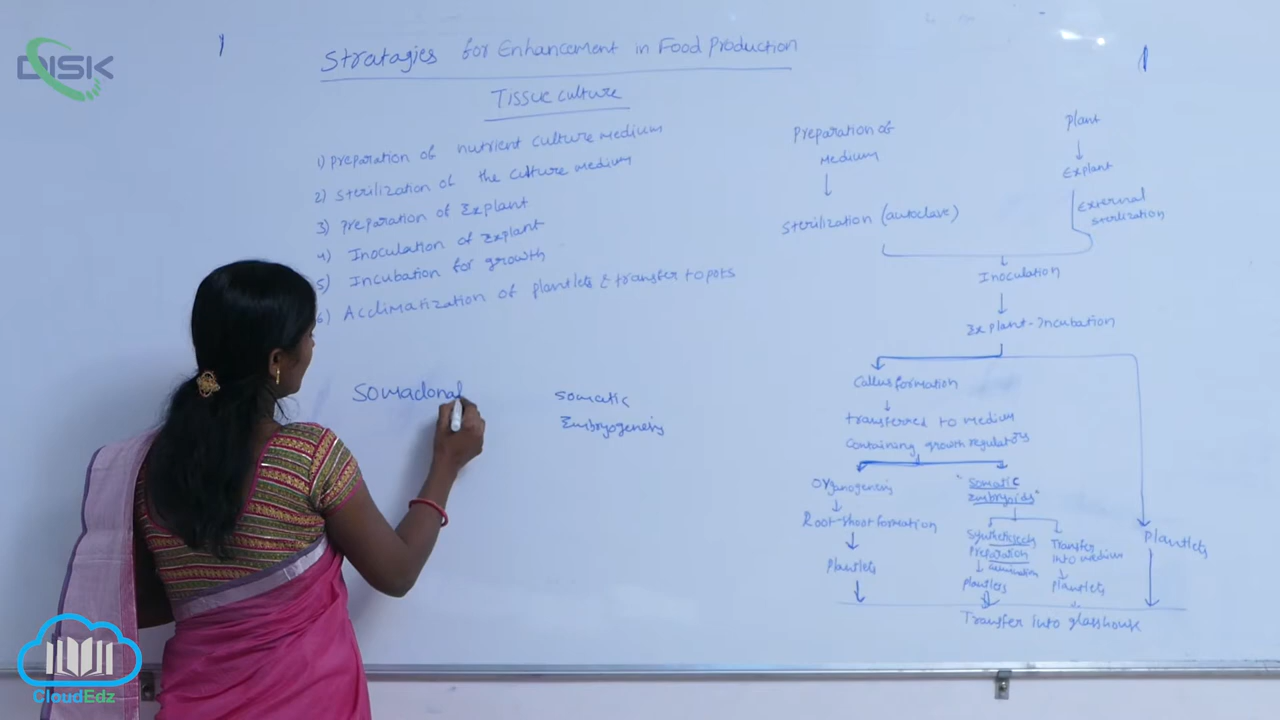 DISK
Stratagies for Enhancement in Food Production
Tissue culture
1) Preparation of nutrient culture medium
2) Sterilization of the culture medium
3) Preparation of Explant
4) Inoculation of Explant
5) Incubation for growth
6) Acclimatization of plantlets & transfer to pots
Somaclonal
Somatic
Embryogenesis
Preparation of
Medium
Sterilization (autoclave)
Plant
Explant
External
sterilization
Inoculation
Explant-Incubation
Callus formation
transferred to medium
Containing growth regulators
Organogenesis
Root-shoot formation
Plantlets
"Somatic
embryoids"
Synthetic seeds
Preparation
Germination
plantlets
Transfer
into medium
Plantlets
Plantlets
Transfer into glasshouse
CloudEdz